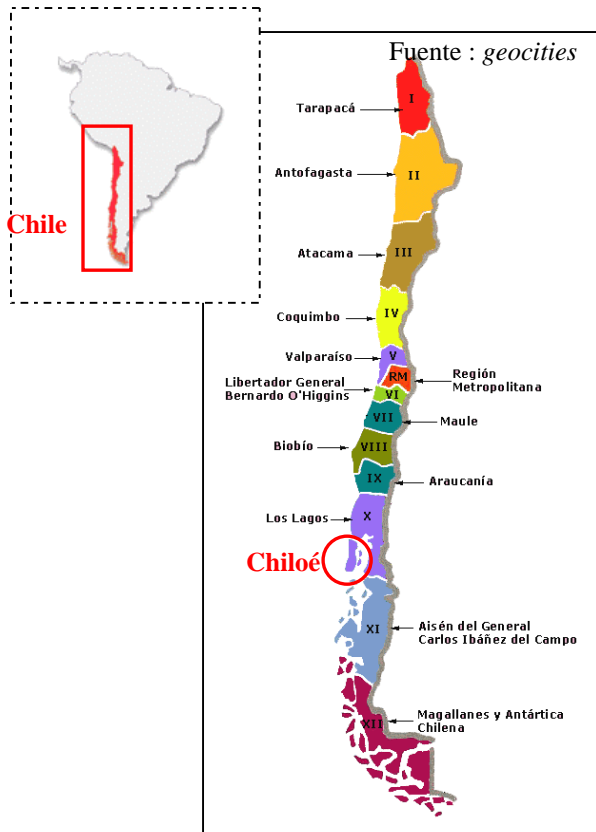 Fuente : geocities
Chile
I
Tarapacá
Antofagasta
II
Atacama
III
Coquimbo
IV
Valparaíso
V
RM
Región
Metropolitana
Libertador General
Bernardo O'Higgins
VI
VII
Maule
Biobío
VIII
IX
Araucanía
Los Lagos
X
Chiloé
XI
Aisén del General
Carlos Ibáñez del Campo
XII
Magallanes y Antártica
Chilena